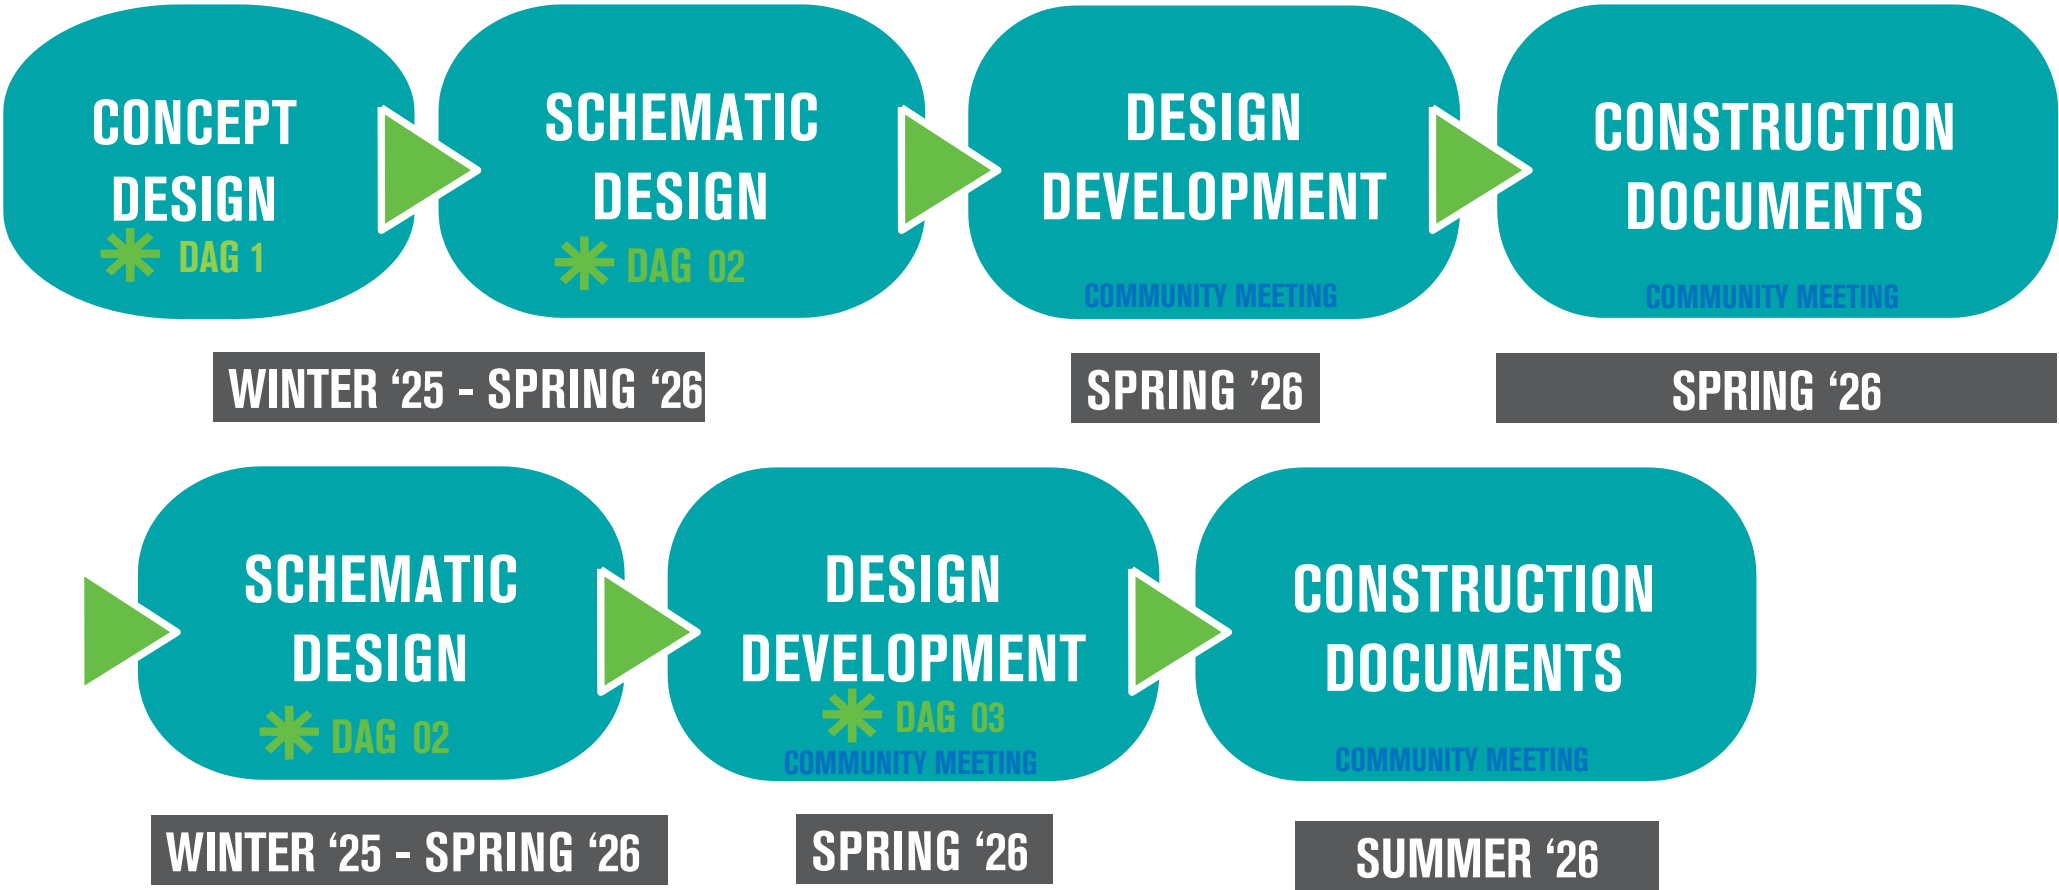 CONCEPT
DESIGN
DAG 1
SCHEMATIC
DESIGN
DAG 02
DESIGN
DEVELOPMENT
COMMUNITY MEETING
CONSTRUCTION
DOCUMENTS
COMMUNITY MEETING
WINTER ‘25 - SPRING ‘26
SPRING ’26
SPRING ‘26
SCHEMATIC
DESIGN
DAG 02
DESIGN
DEVELOPMENT
DAG 03
COMMUNITY MEETING
CONSTRUCTION
DOCUMENTS
COMMUNITY MEETING
WINTER ‘25 - SPRING ‘26
SPRING ‘26
SUMMER ‘26